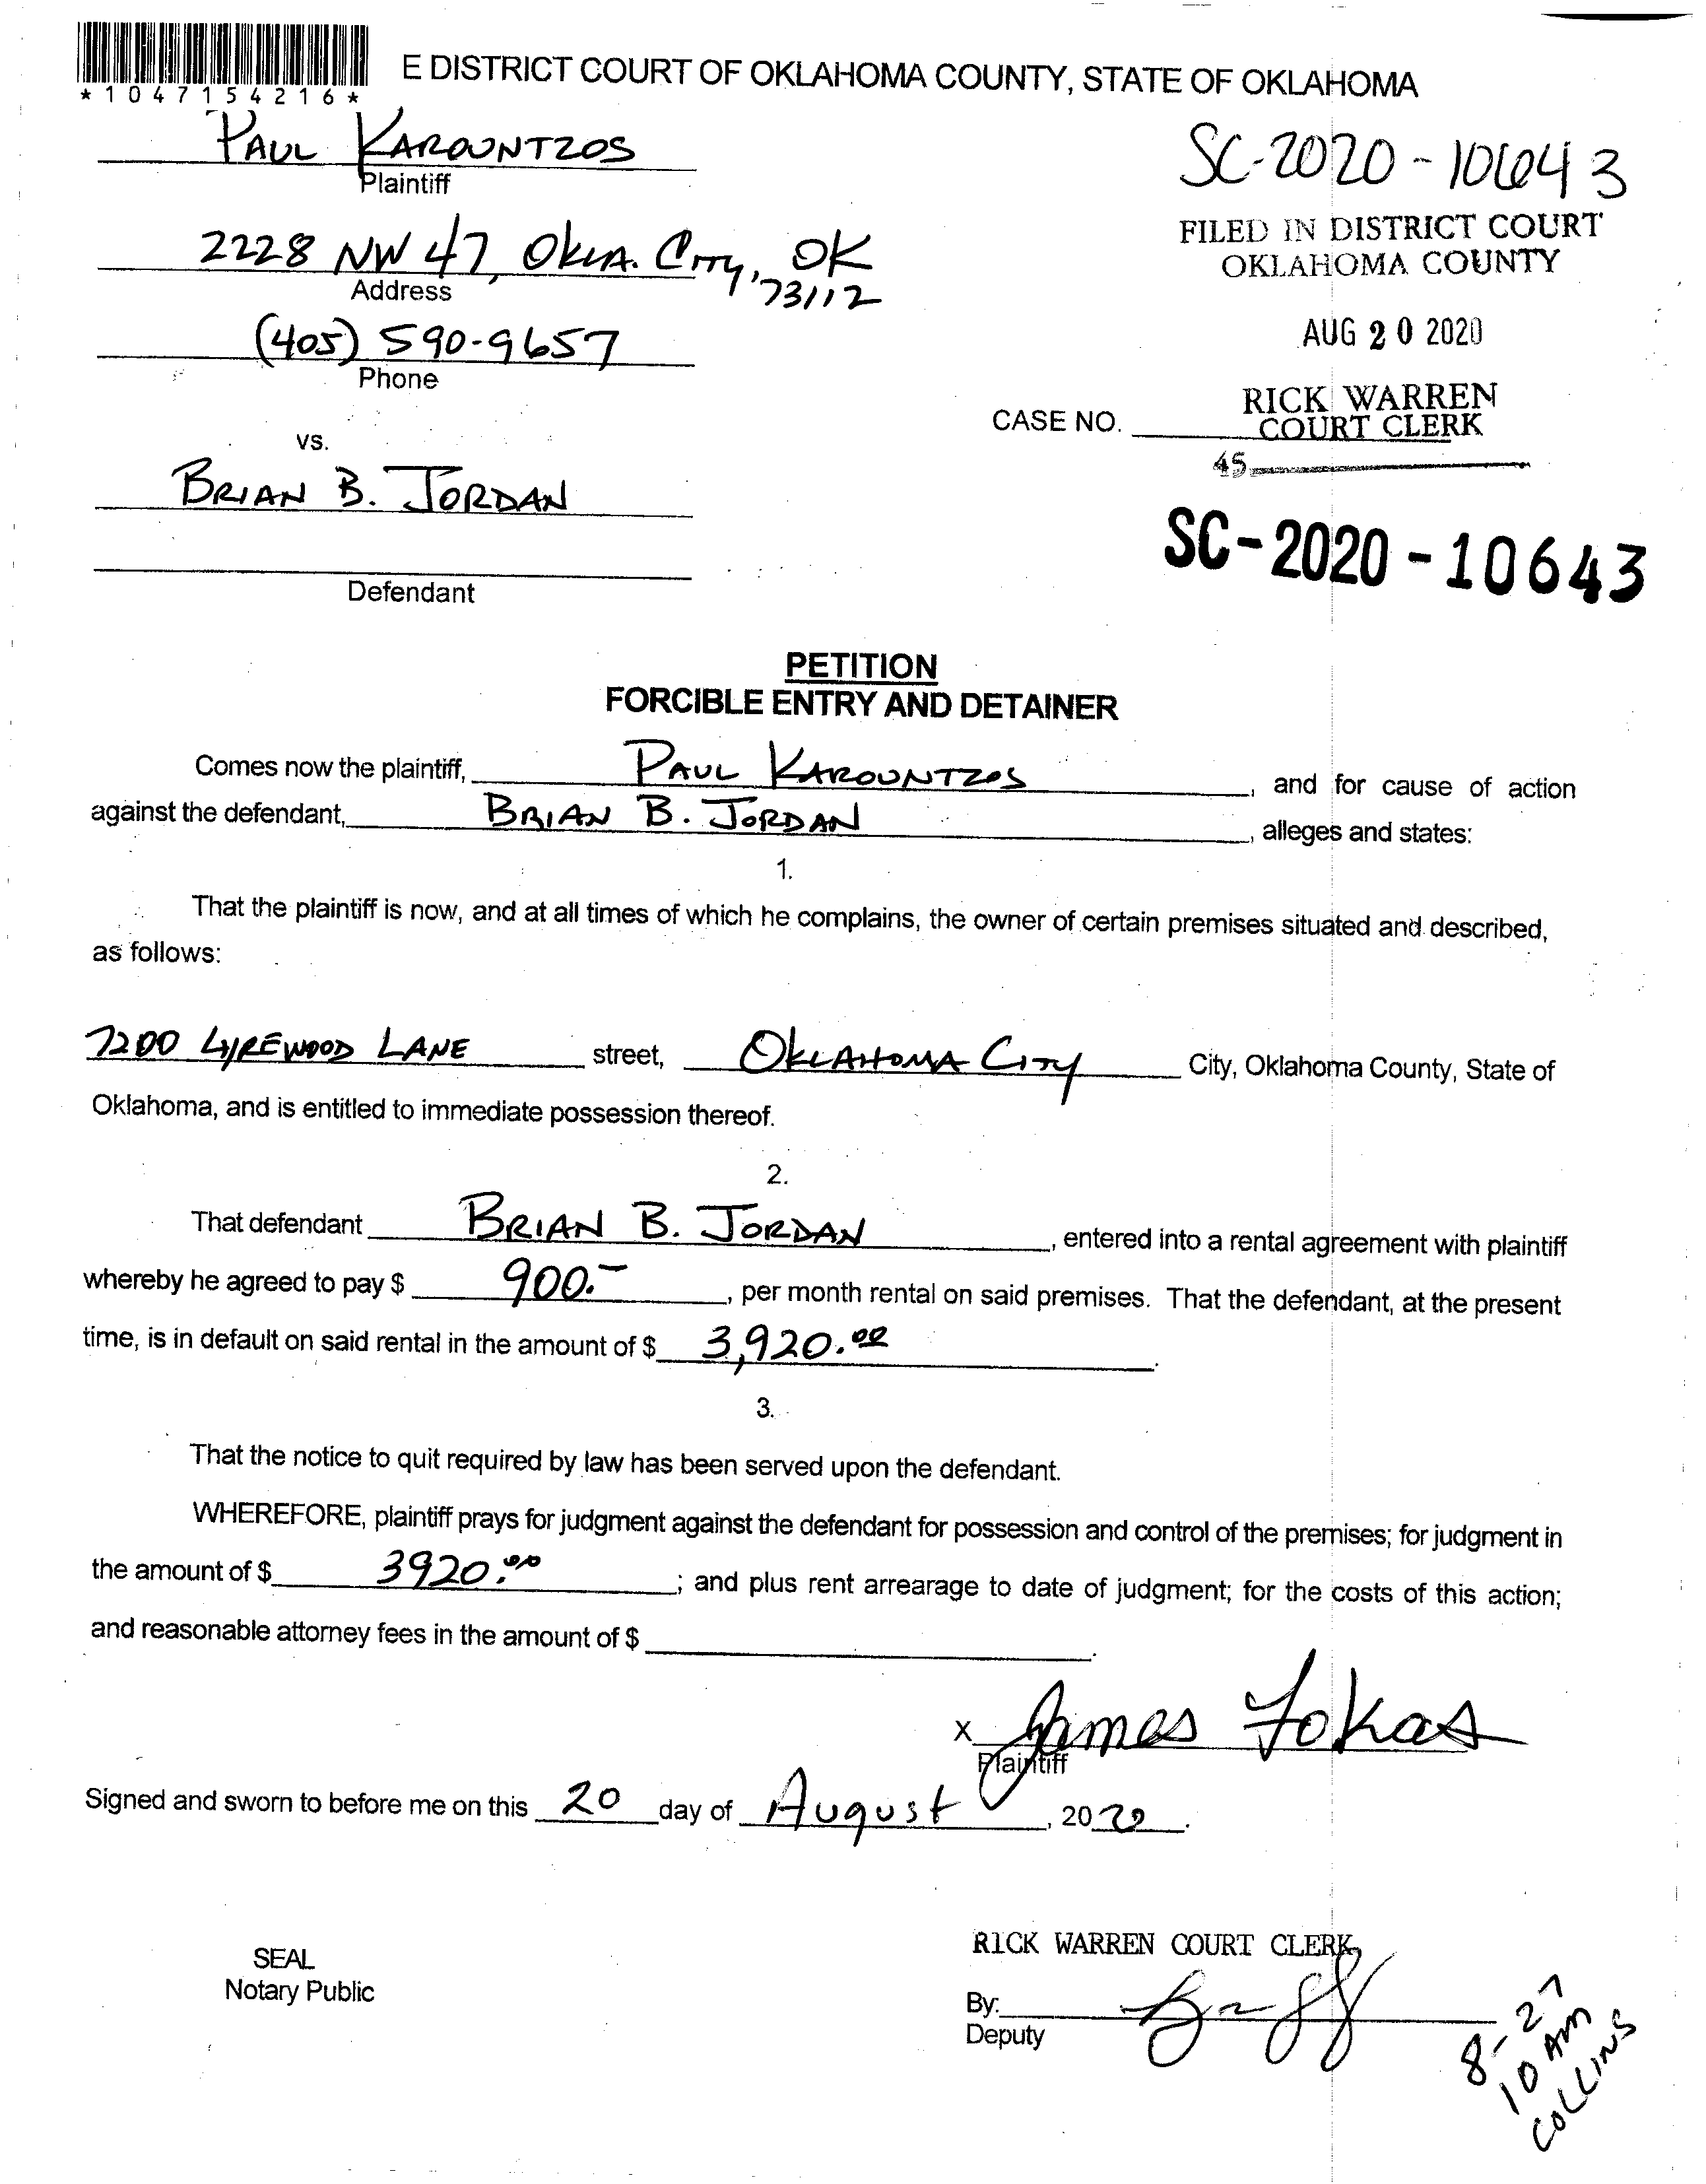 *1047154216*
E DISTRICT COURT OF OKLAHOMA COUNTY, STATE OF OKLAHOMA
PAUL KAROUNTZOS
Plaintiff
SC-2020-10643
2228 NW 47, OKLA. CITY, OK
73112
Address
FILED IN DISTRICT COURT
OKLAHOMA COUNTY
(405) 590-9657
Phone
AUG 20 2020
RICK WARREN
COURT CLERK
CASE NO.
45
vs.
BRIAN B. JORDAN
Defendant
SC-2020-10643
PETITION
FORCIBLE ENTRY AND DETAINER
Comes now the plaintiff, PAUL KAROUNTZOS, and for cause of action
against the defendant, BRIAN B. JORDAN, alleges and states:
1.
That the plaintiff is now, and at all times of which he complains, the owner of certain premises situated and described,
as follows:
7200 LYREWOOD LANE street, OKLAHOMA CITY City, Oklahoma County, State of
Oklahoma, and is entitled to immediate possession thereof.
2.
That defendant BRIAN B. JORDAN, entered into a rental agreement with plaintiff
whereby he agreed to pay $ 900.-, per month rental on said premises. That the defendant, at the present
time, is in default on said rental in the amount of $ 3,920.00.
3.
That the notice to quit required by law has been served upon the defendant.
WHEREFORE, plaintiff prays for judgment against the defendant for possession and control of the premises; for judgment in
the amount of $ 3920.00; and plus rent arrearage to date of judgment; for the costs of this action;
and reasonable attorney fees in the amount of $ .
X James Fokas
Plaintiff
Signed and sworn to before me on this 20 day of August, 2020.
SEAL
Notary Public
RICK WARREN COURT CLERK
By:
Deputy
8-27
10 AM
COLLINS